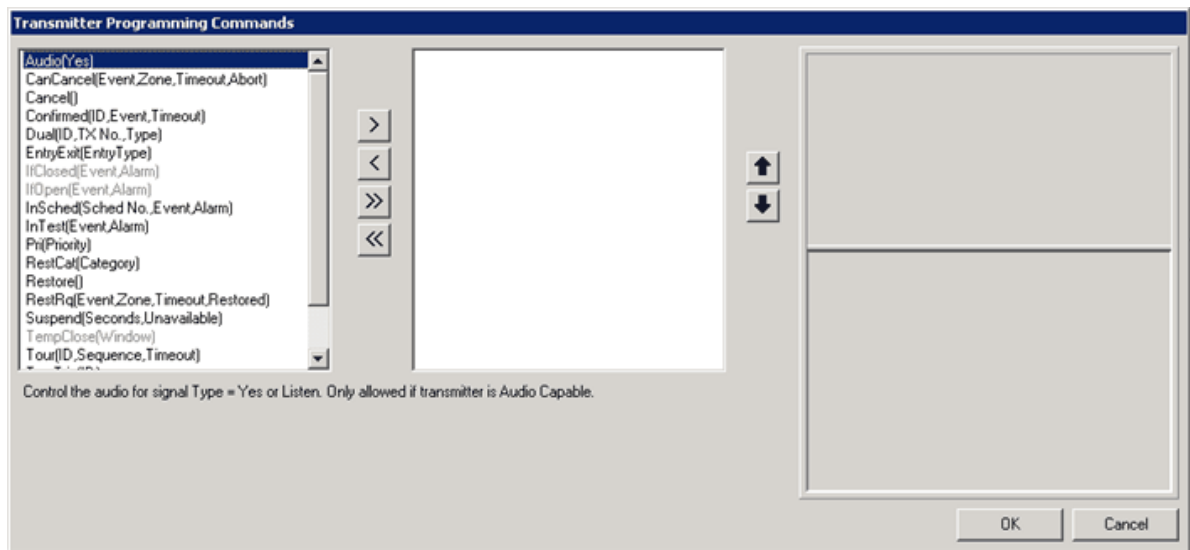 Transmitter Programming Commands
Audio(Yes)
CanCancel(Event,Zone,Timeout,Abort)
Cancel()
Confirmed(ID,Event,Timeout)
Dual(ID,TX No.,Type)
EntryExit(EntryType)
IfClosed(Event,Alarm)
IfOpen(Event,Alarm)
InSched(Sched No.,Event,Alarm)
InTest(Event,Alarm)
Pri(Priority)
RestCat(Category)
Restore()
RestRq(Event,Zone,Timeout,Restored)
Suspend(Seconds,Unavailable)
TempClose(Window)
Tour(ID,Sequence,Timeout)
>
<
>>
<<
Control the audio for signal Type = Yes or Listen. Only allowed if transmitter is Audio Capable.
OK
Cancel